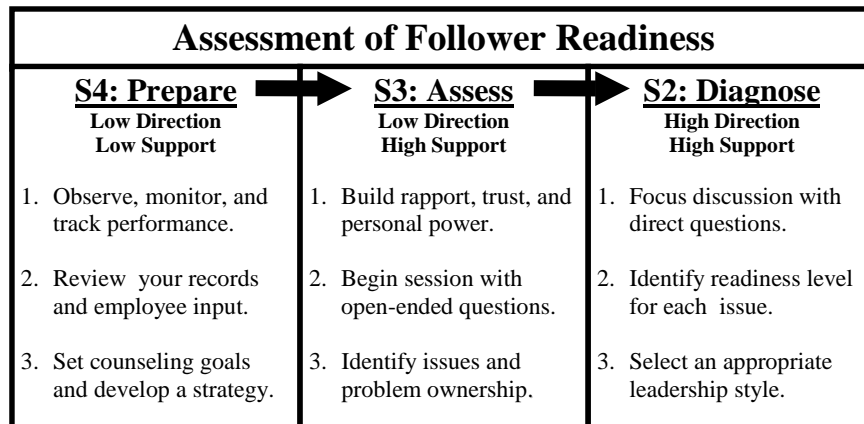 Assessment of Follower Readiness
S4: Prepare
Low Direction
Low Support
1. Observe, monitor, and
track performance.
2. Review your records
and employee input.
3. Set counseling goals
and develop a strategy.
S3: Assess
Low Direction
High Support
1. Build rapport, trust, and
personal power.
2. Begin session with
open-ended questions.
3. Identify issues and
problem ownership.
S2: Diagnose
High Direction
High Support
1. Focus discussion with
direct questions.
2. Identify readiness level
for each issue.
3. Select an appropriate
leadership style.